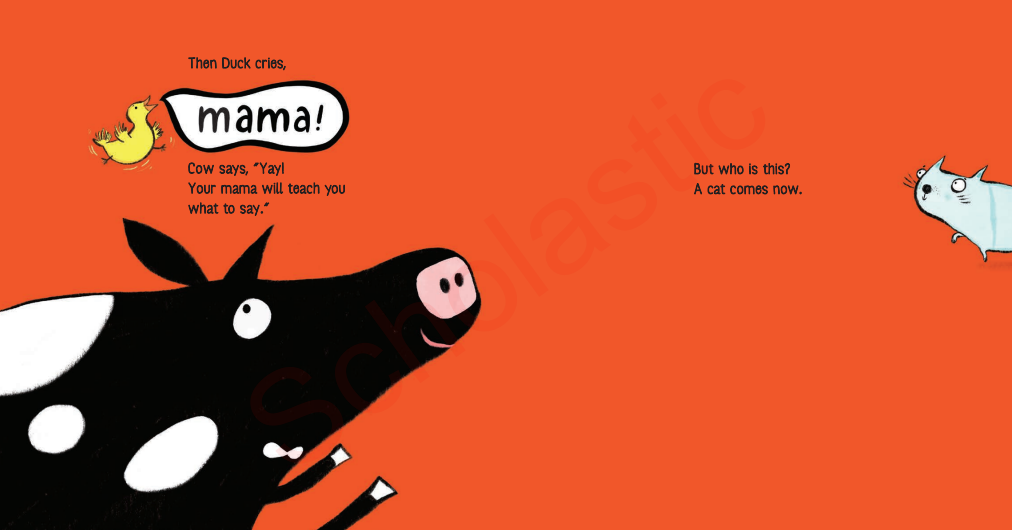 Then Duck cries,
mama!
Cow says, “Yay!
Your mama will teach you
what to say.”
But who is this?
A cat comes now.
Scholastic